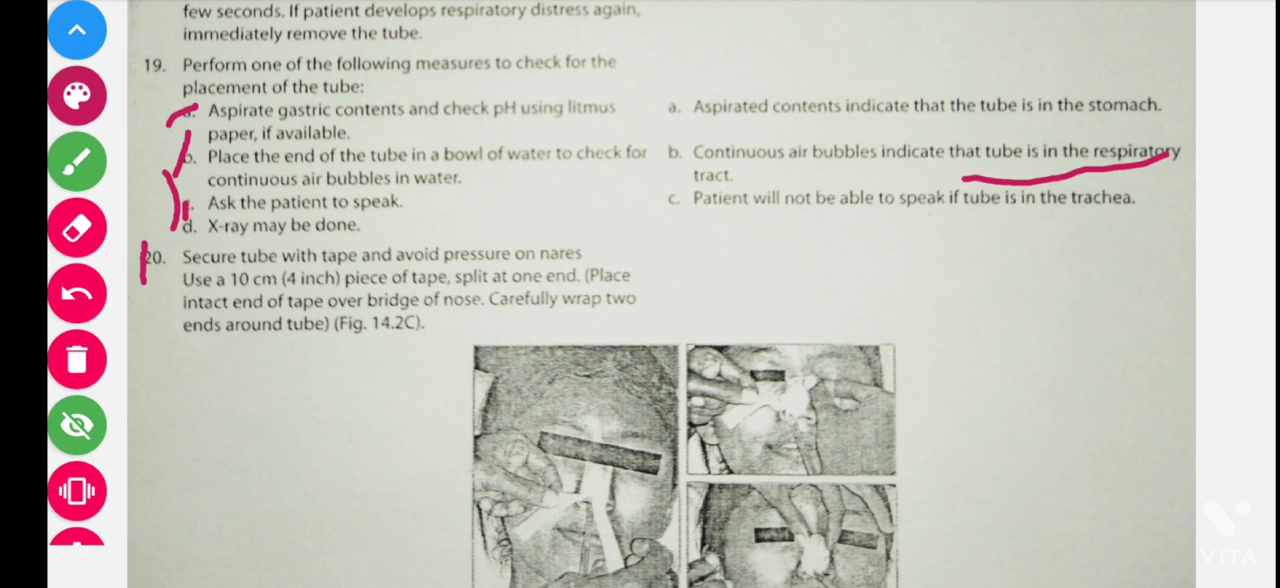 few seconds. If patient develops respiratory distress again,
immediately remove the tube.
19. Perform one of the following measures to check for the
placement of the tube:
a. Aspirate gastric contents and check pH using litmus
paper, if available.
b. Place the end of the tube in a bowl of water to check for
continuous air bubbles in water.
Ask the patient to speak.
d. X-ray may be done.
a. Aspirated contents indicate that the tube is in the stomach.
b. Continuous air bubbles indicate that tube is in the respiratory
tract.
c. Patient will not be able to speak if tube is in the trachea.
20. Secure tube with tape and avoid pressure on nares
Use a 10 cm (4 inch) piece of tape, split at one end. (Place
intact end of tape over bridge of nose. Carefully wrap two
ends around tube) (Fig. 14.2C).
VITA